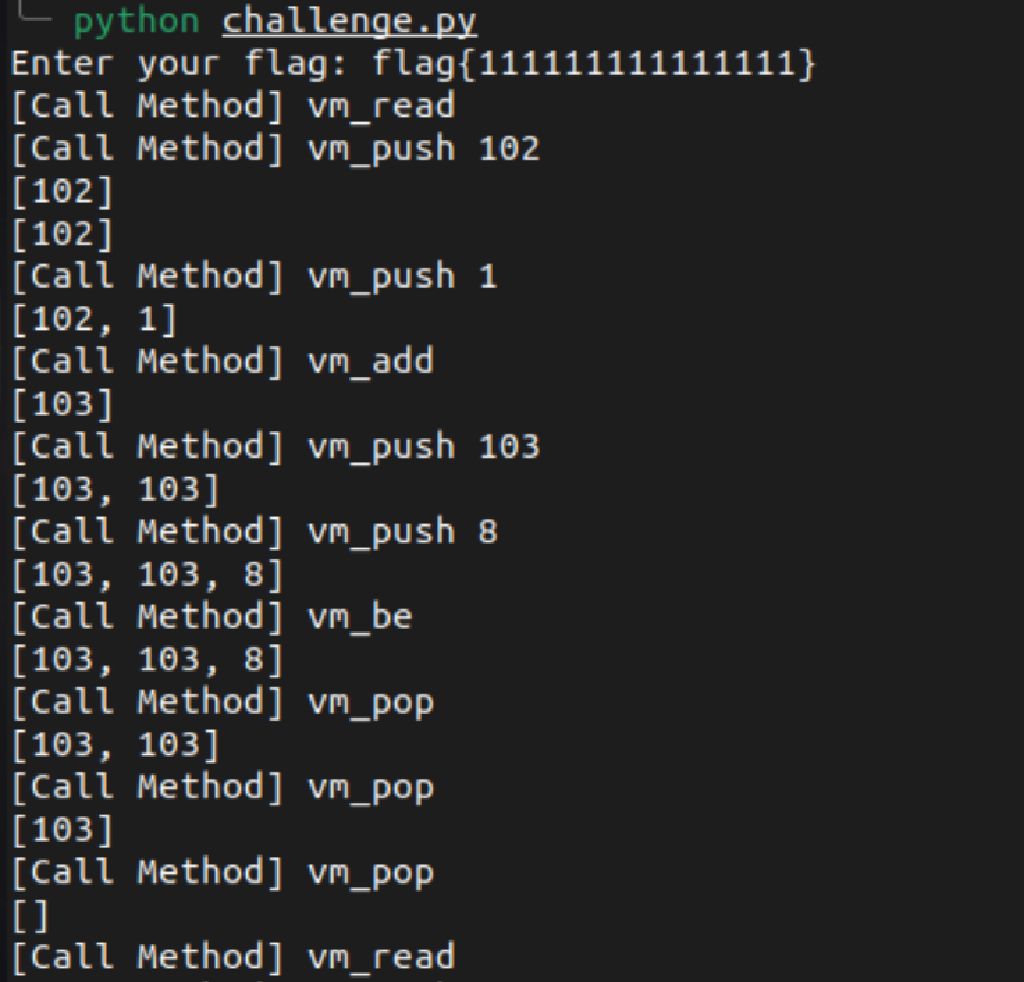 python challenge.py
Enter your flag: flag{111111111111111}
[Call Method] vm_read
[Call Method] vm_push 102
[102]
[102]
[Call Method] vm_push 1
[102, 1]
[Call Method] vm_add
[103]
[Call Method] vm_push 103
[103, 103]
[Call Method] vm_push 8
[103, 103, 8]
[Call Method] vm_be
[103, 103, 8]
[Call Method] vm_pop
[103, 103]
[Call Method] vm_pop
[103]
[Call Method] vm_pop
[]
[Call Method] vm_read